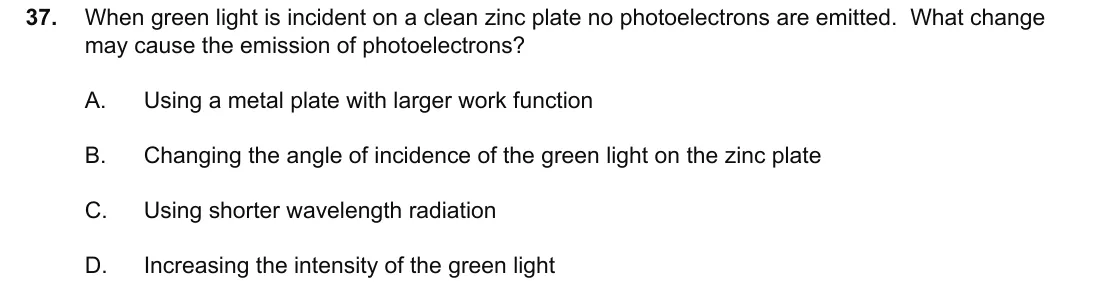 37. When green light is incident on a clean zinc plate no photoelectrons are emitted. What change
may cause the emission of photoelectrons?
A. Using a metal plate with larger work function
B. Changing the angle of incidence of the green light on the zinc plate
C. Using shorter wavelength radiation
D. Increasing the intensity of the green light